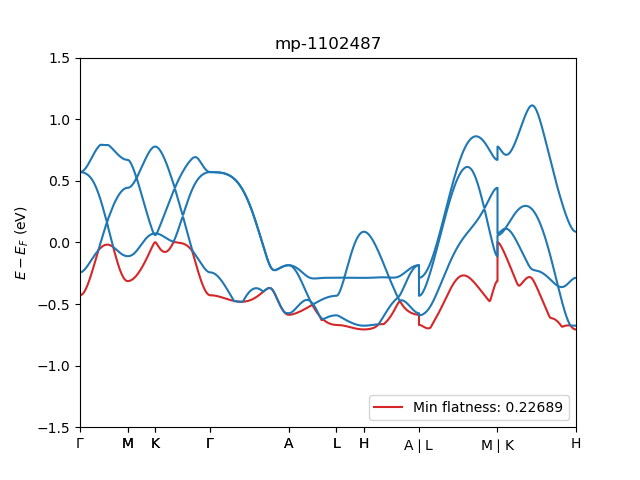 mp-1102487
E − E_F (eV)
1.5
1.0
0.5
0.0
−0.5
−1.0
−1.5
Min flatness: 0.22689
Γ M K Γ A L H A | L M | K H